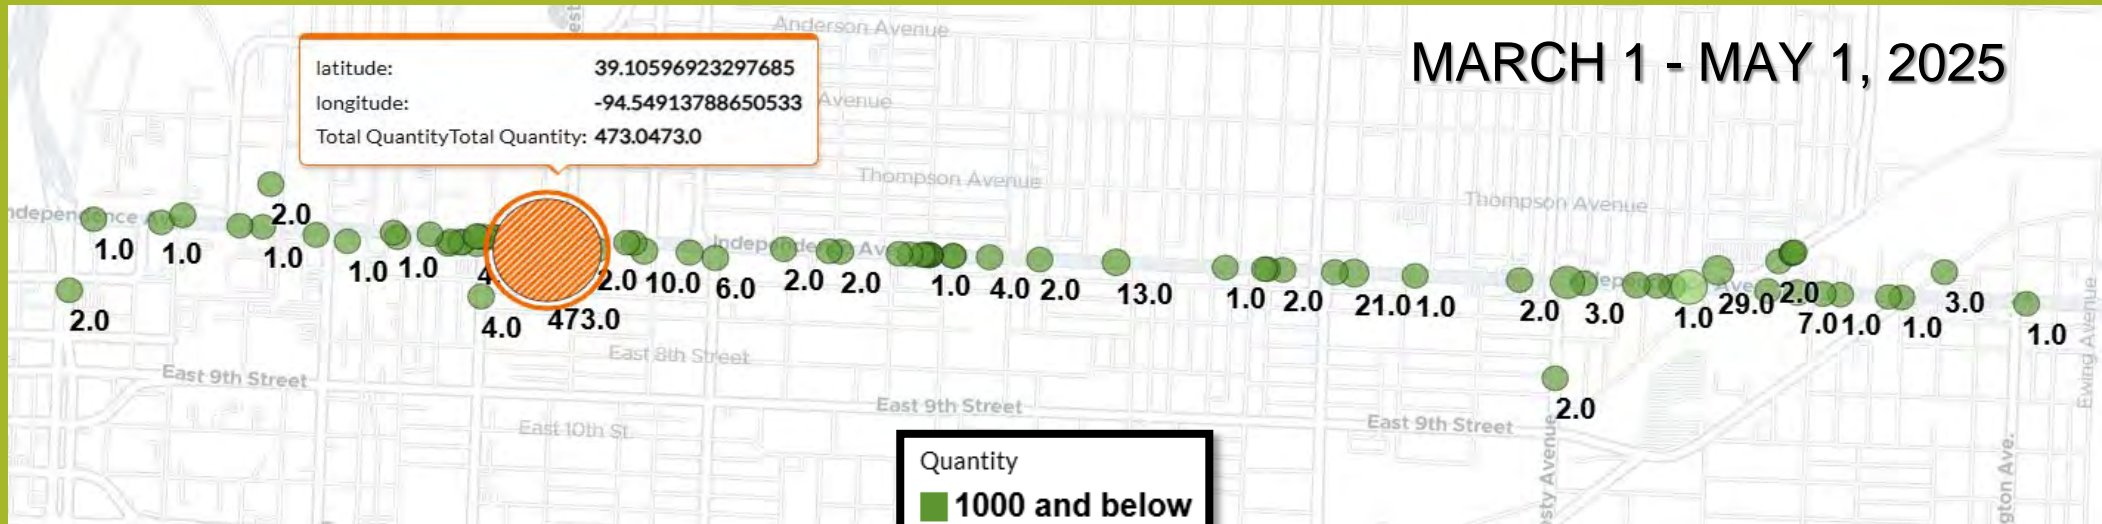 Anderson Avenue
MARCH 1 - MAY 1, 2025
latitude: 39.10596923297685
longitude: -94.54913788650533
Avenue
Total QuantityTotal Quantity: 473.0473.0
Thompson Avenue
Thompson Avenue
2.0
1.0
1.0
1.0
1.0
1.0
2.0
10.0
6.0
2.0
2.0
1.0
4.0
2.0
13.0
1.0
2.0
21.0
1.0
2.0
3.0
1.0
29.0
2.0
7.0
1.0
1.0
3.0
1.0
2.0
4.0
473.0
East 8th Street
East 9th Street
East 9th Street
2.0
East 9th Street
East 10th St.
Ewing Avenue
Quantity
1000 and below